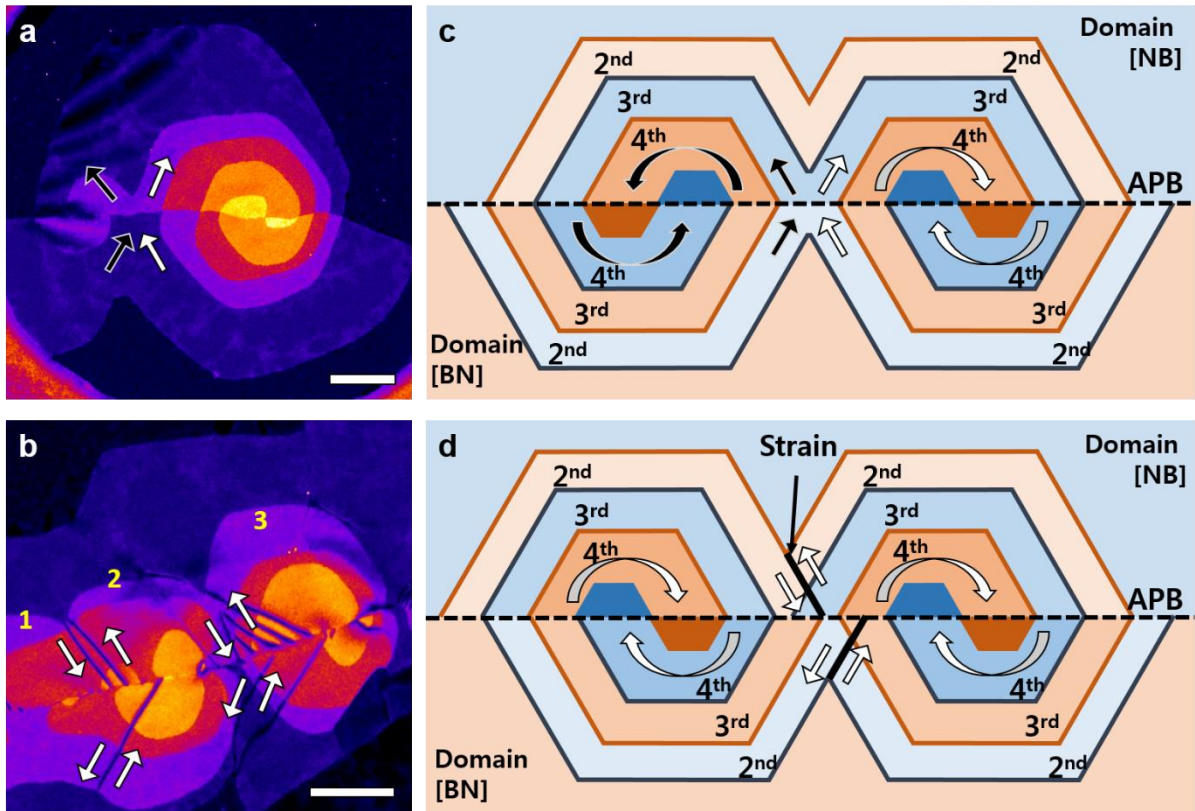 a
b
1
2
3
c
Domain
[NB]
2nd
2nd
3rd
3rd
4th
4th
APB
4th
4th
3rd
3rd
Domain
[BN]
2nd
2nd
d
Strain
Domain
[NB]
2nd
2nd
3rd
3rd
4th
4th
APB
4th
4th
3rd
3rd
Domain
[BN]
2nd
2nd